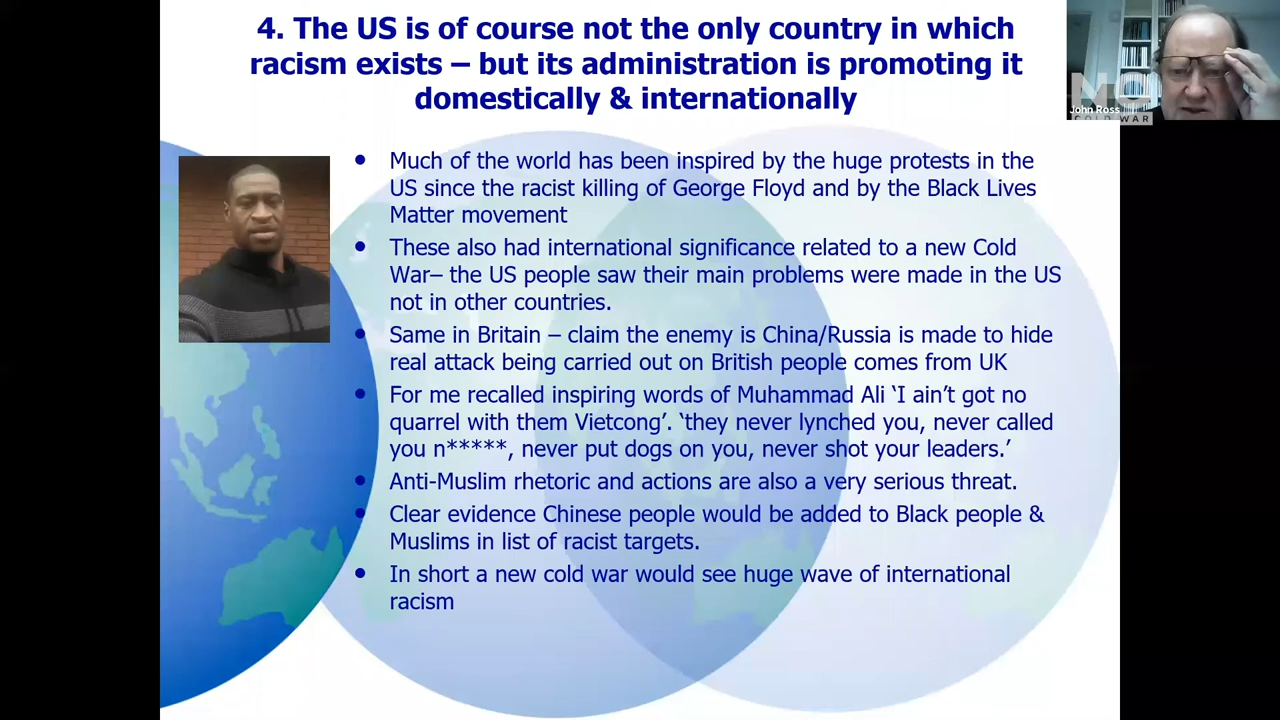 4. The US is of course not the only country in which
racism exists – but its administration is promoting it
domestically & internationally
• Much of the world has been inspired by the huge protests in the
US since the racist killing of George Floyd and by the Black Lives
Matter movement
• These also had international significance related to a new Cold
War– the US people saw their main problems were made in the US
not in other countries.
• Same in Britain – claim the enemy is China/Russia is made to hide
real attack being carried out on British people comes from UK
• For me recalled inspiring words of Muhammad Ali ‘I ain’t got no
quarrel with them Vietcong’. ‘they never lynched you, never called
you n*****, never put dogs on you, never shot your leaders.’
• Anti-Muslim rhetoric and actions are also a very serious threat.
• Clear evidence Chinese people would be added to Black people &
Muslims in list of racist targets.
• In short a new cold war would see huge wave of international
racism
NO
John Ross
COLD WAR